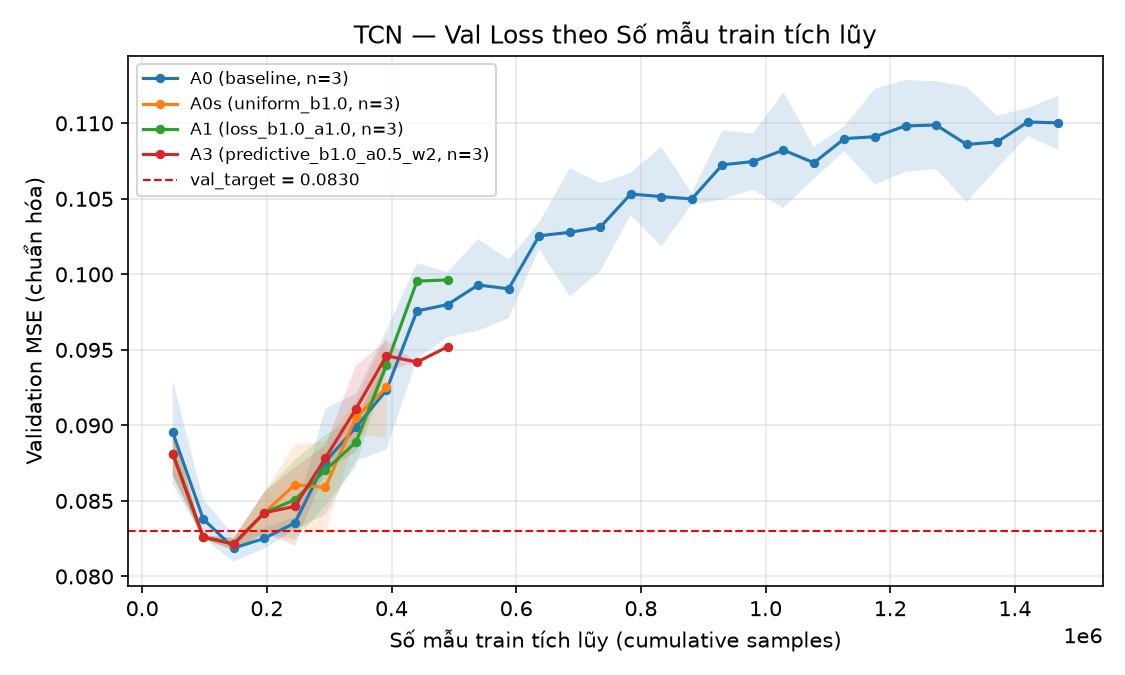 TCN — Val Loss theo Số mẫu train tích lũy
A0 (baseline, n=3)
A0s (uniform_b1.0, n=3)
A1 (loss_b1.0_a1.0, n=3)
A3 (predictive_b1.0_a0.5_w2, n=3)
val_target = 0.0830
Validation MSE (chuẩn hóa)
0.110
0.105
0.100
0.095
0.090
0.085
0.080
0.0 0.2 0.4 0.6 0.8 1.0 1.2 1.4
1e6
Số mẫu train tích lũy (cumulative samples)